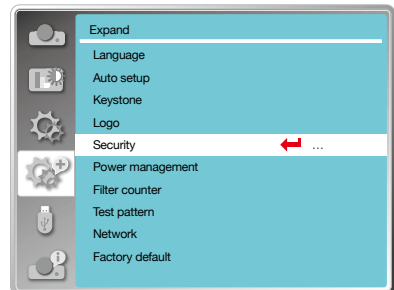 Expand
Language
Auto setup
Keystone
Logo
Security ...
Power management
Filter counter
Test pattern
Network
Factory default